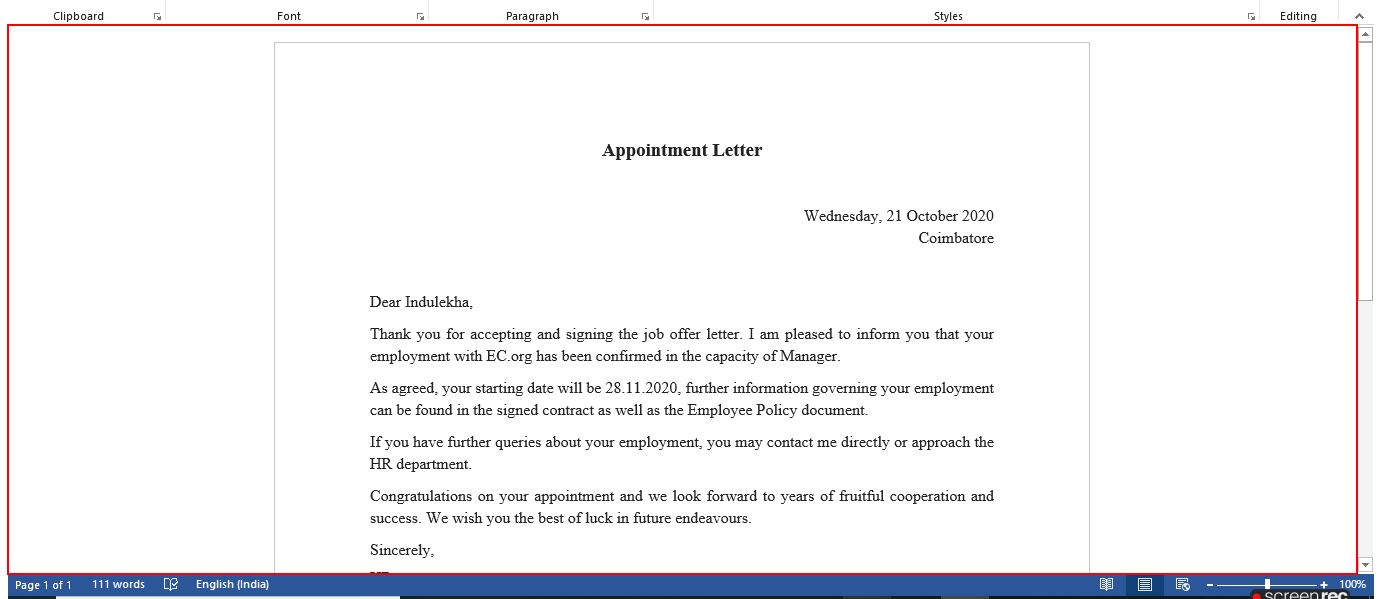 Clipboard Font Paragraph Styles Editing
Appointment Letter
Wednesday, 21 October 2020
Coimbatore
Dear Indulekha,
Thank you for accepting and signing the job offer letter. I am pleased to inform you that your
employment with EC.org has been confirmed in the capacity of Manager.
As agreed, your starting date will be 28.11.2020, further information governing your employment
can be found in the signed contract as well as the Employee Policy document.
If you have further queries about your employment, you may contact me directly or approach the
HR department.
Congratulations on your appointment and we look forward to years of fruitful cooperation and
success. We wish you the best of luck in future endeavours.
Sincerely,
Page 1 of 1 111 words English (India) 100%
screenrec